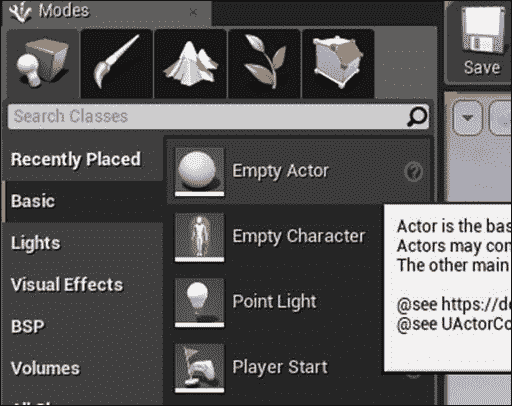 Modes
Save
Search Classes
Recently Placed
Basic
Lights
Visual Effects
BSP
Volumes
Empty Actor
Empty Character
Point Light
Player Start
Actor is the bas
Actors may con
The other main
@see https://d
@see UActorCo